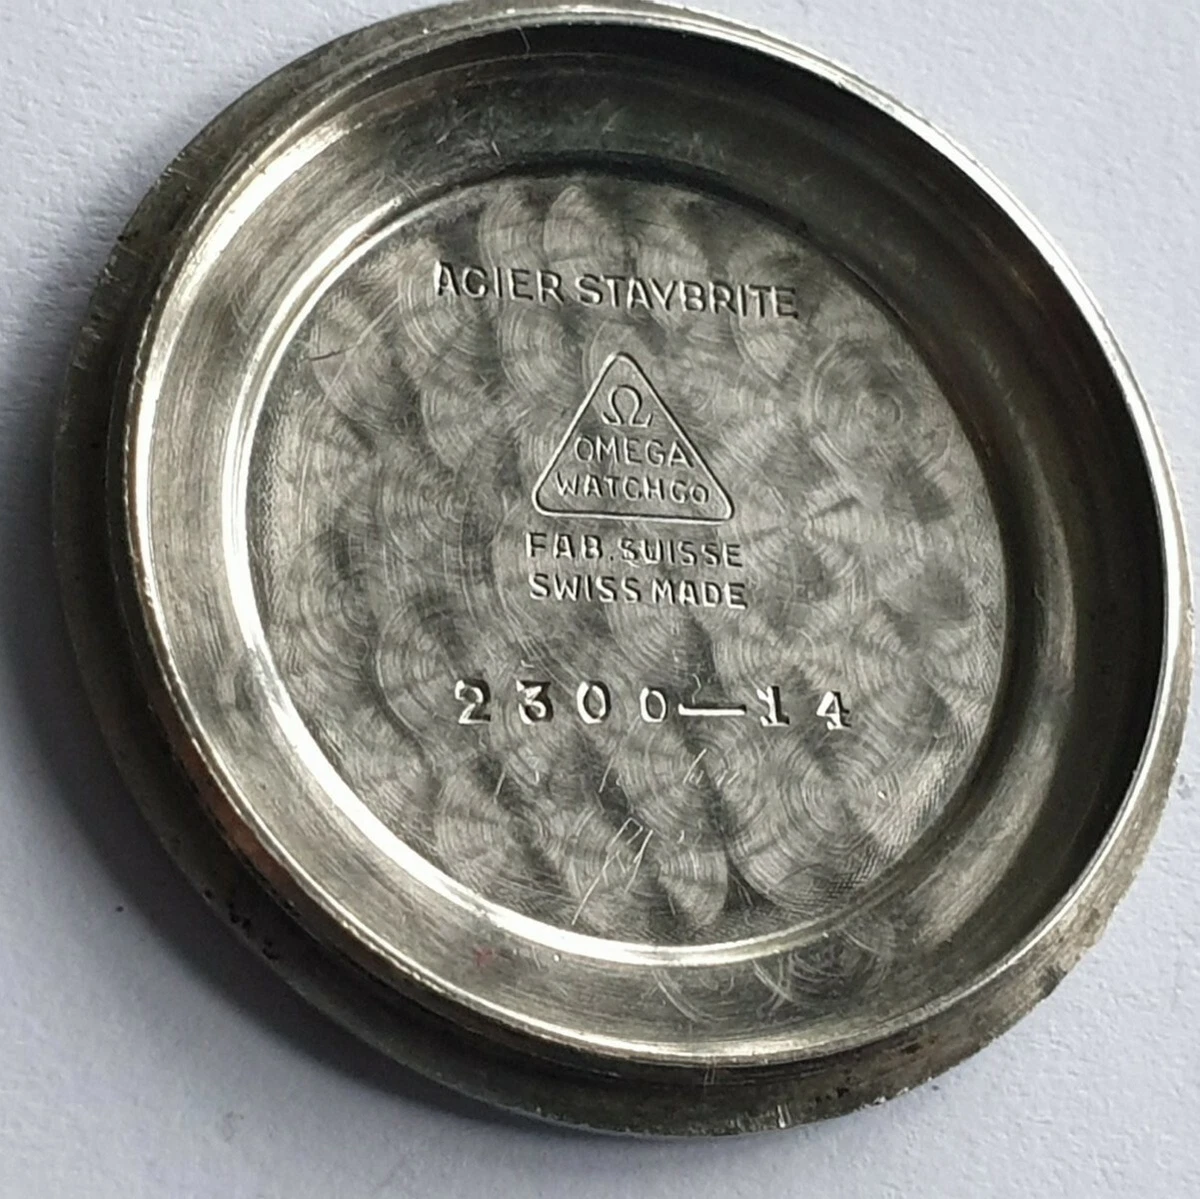 ACIER STAYBRITE
Ω
OMEGA
WATCH CO
FAB. SUISSE
SWISS MADE
2300—14